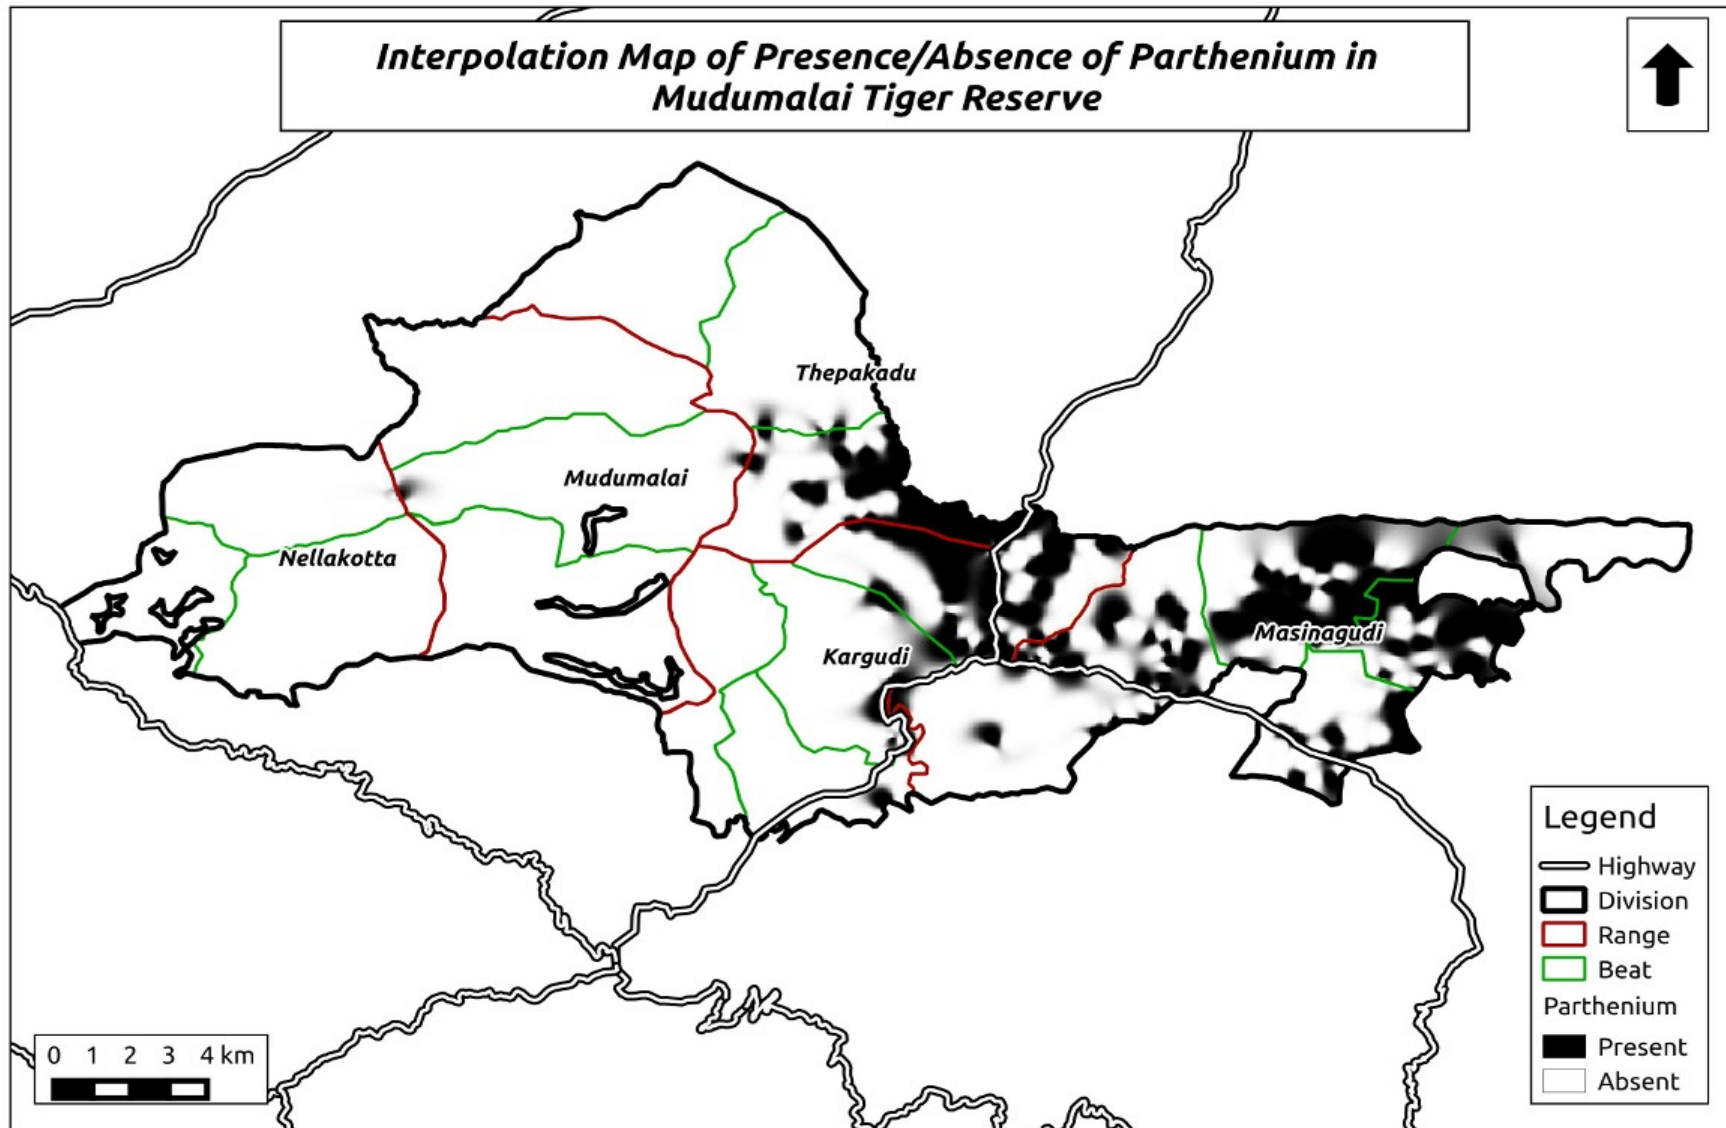 Interpolation Map of Presence/Absence of Parthenium in
Mudumalai Tiger Reserve
Thepakadu
Mudumalai
Nellakotta
Masinagudi
Kargudi
Legend
Highway
Division
Range
Beat
Parthenium
Present
Absent
0 1 2 3 4 km